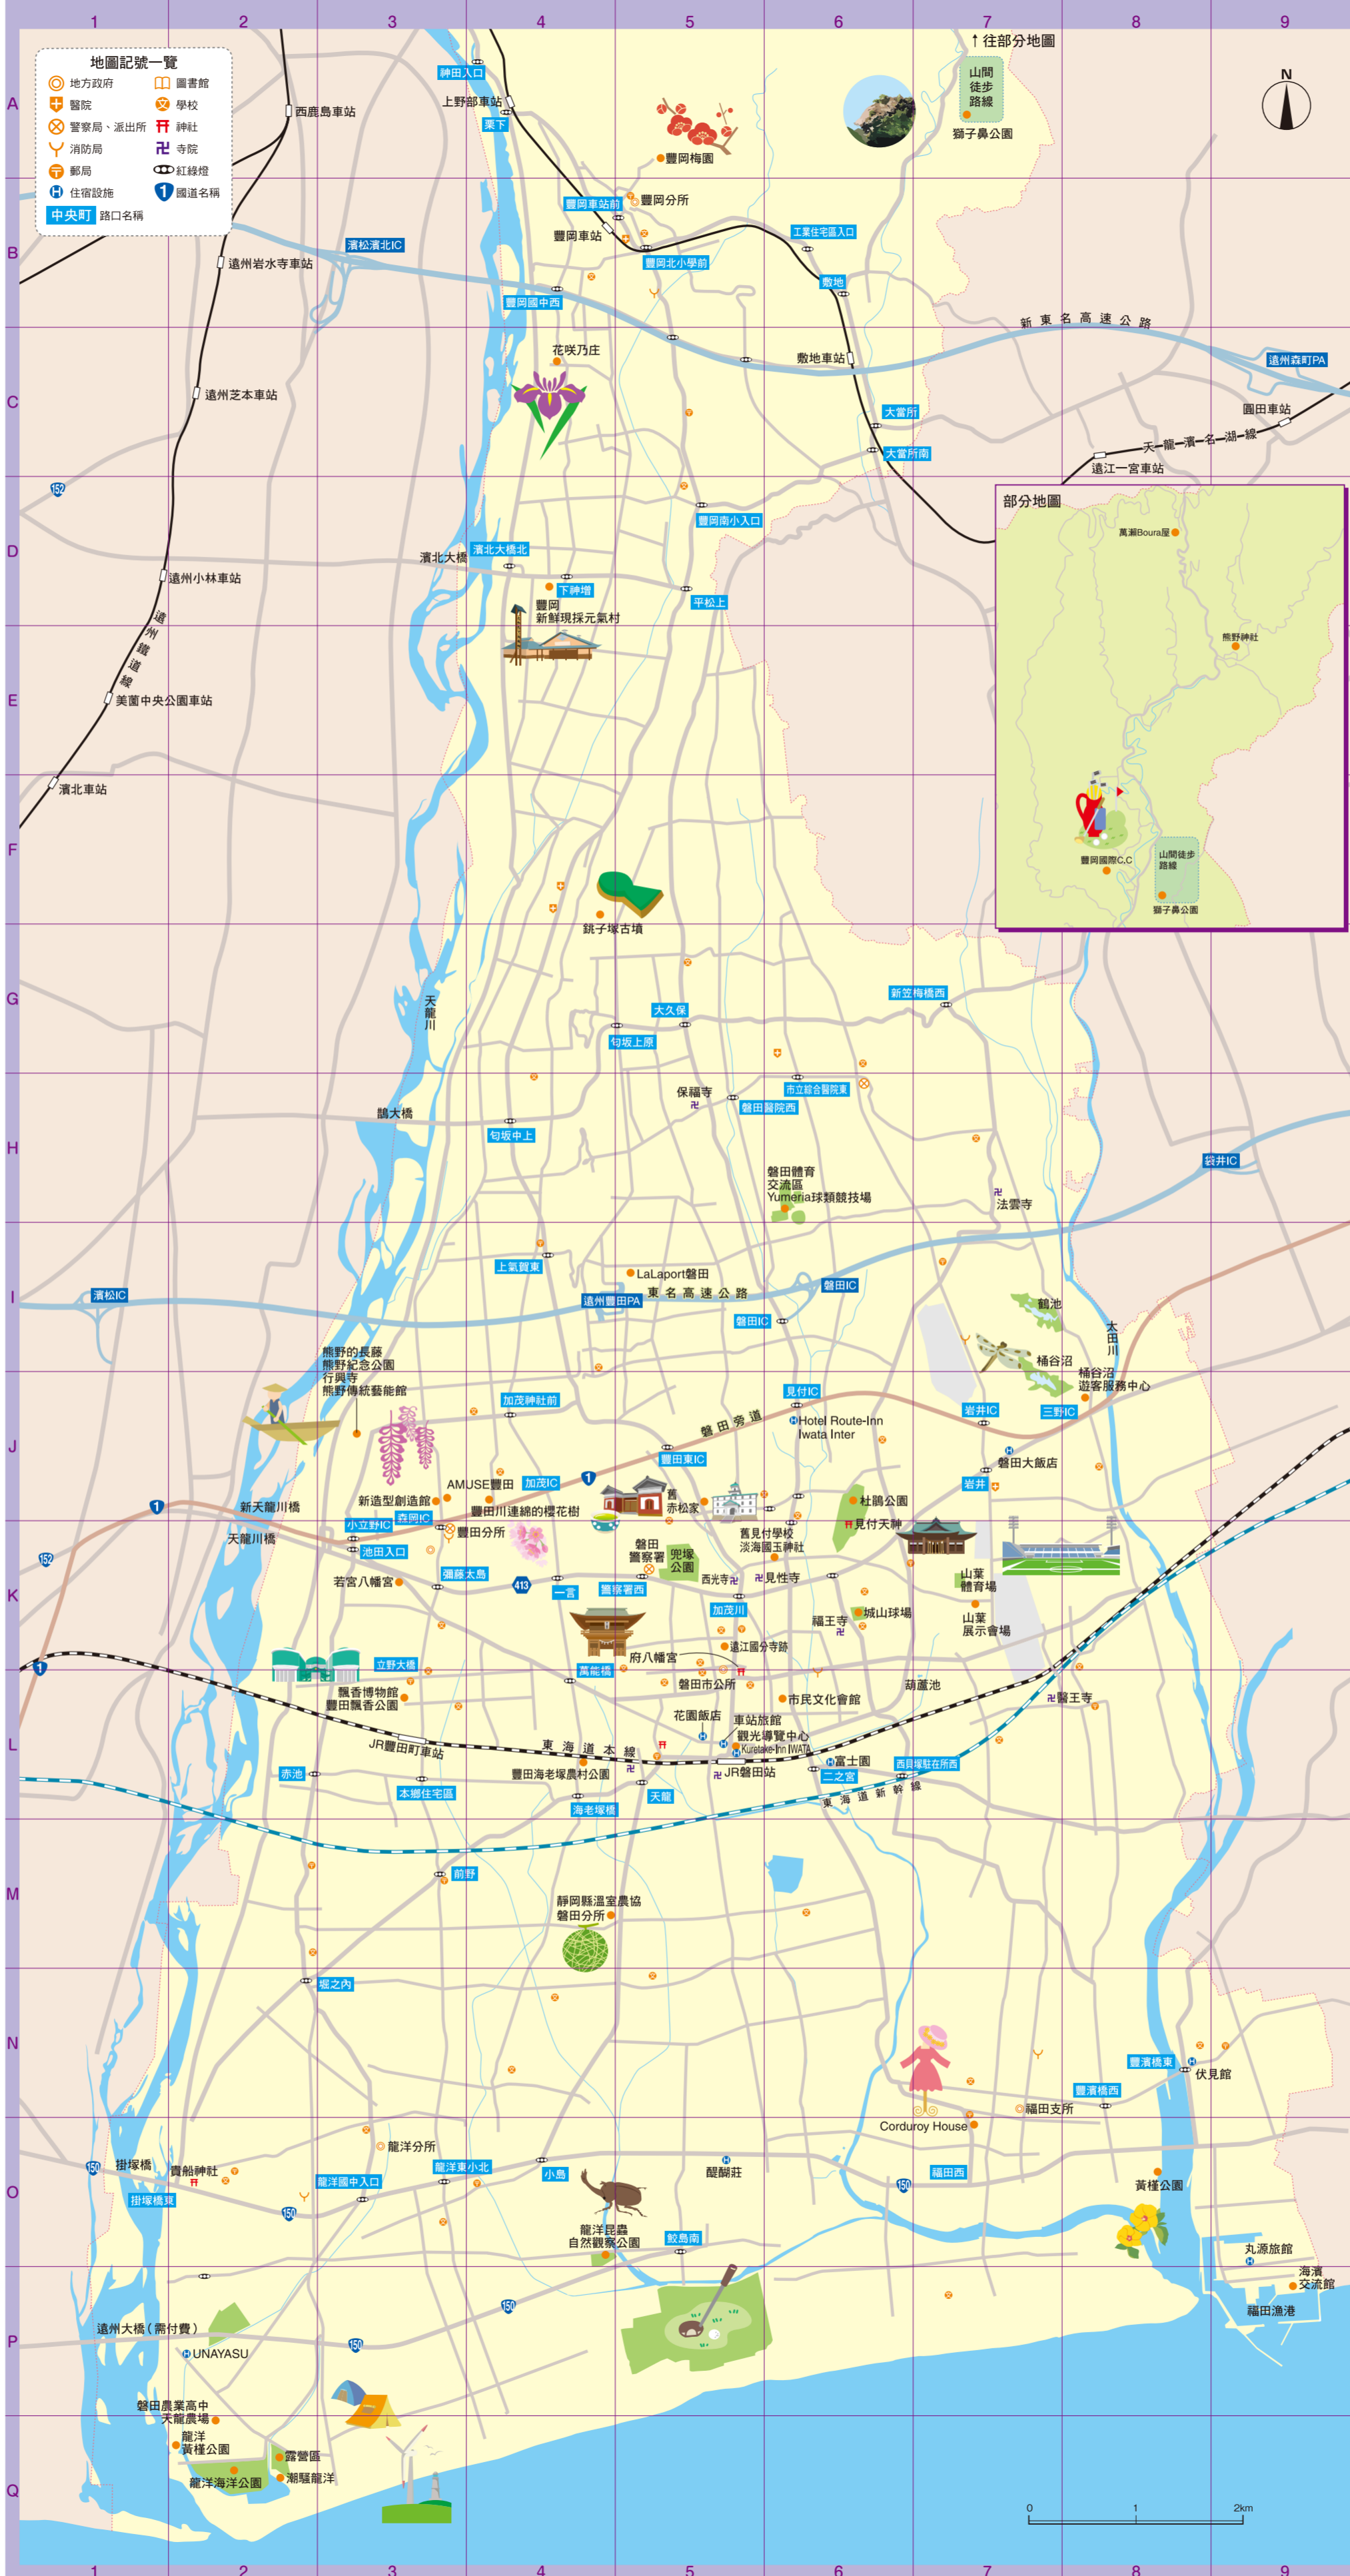 1 2 3 4 5 6 7 8 9
A
B
C
D
E
F
G
H
I
J
K
L
M
N
O
P
Q
地圖記號一覽
地方政府
圖書館
醫院
學校
警察局、派出所
神社
消防局
寺院
郵局
紅綠燈
住宿設施
1 國道名稱
中央町 路口名稱
↑往部分地圖
N
神田入口
上野部車站
栗下
西鹿島車站
豐岡梅園
山間
徒步
路線
獅子鼻公園
豐岡車站前
豐岡分所
豐岡車站
豐岡北小學前
工業住宅區入口
敷地
濱松濱北IC
遠州岩水寺車站
豐岡國中西
新東名高速公路
花咲乃庄
敷地車站
遠州森町PA
遠州芝本車站
大當所
大當所南
圓田車站
天龍濱名湖線
遠江一宮車站
152
豐岡南小入口
濱北大橋
濱北大橋北
下神增
平松上
豐岡
新鮮現採元氣村
遠州小林車站
遠州鐵道線
美薗中央公園車站
濱北車站
部分地圖
萬瀨Boura屋
熊野神社
豐岡國際C.C
山間徒步
路線
獅子鼻公園
銚子塚古墳
天龍川
大久保
匂坂上原
新笠梅橋西
保福寺
市立綜合醫院東
磐田醫院西
鵲大橋
匂坂中上
袋井IC
磐田體育
交流區
Yumeria球類競技場
法雲寺
上氣賀東
LaLaport磐田
東名高速公路
遠州豐田PA
磐田IC
磐田IC
濱松IC
鶴池
太田川
桶谷沼
桶谷沼
遊客服務中心
熊野的長藤
熊野紀念公園
行興寺
熊野傳統藝能館
加茂神社前
見付IC
岩井IC
三野IC
磐田旁道
Hotel Route-Inn
Iwata Inter
豐田東IC
磐田大飯店
岩井
AMUSE豐田
加茂IC
1
新造型創造館
豐田川連綿的櫻花樹
舊
赤松家
杜鵑公園
見付天神
1
新天龍川橋
森岡IC
小立野IC
豐田分所
天龍川橋
池田入口
152
磐田
警察署
兜塚
公園
舊見付學校
淡海國玉神社
若宮八幡宮
彌藤太島
413
一言
警察署西
西光寺
見性寺
加茂川
山葉
體育場
福王寺
城山球場
山葉
展示會場
遠江國分寺跡
府八幡宮
1
立野大橋
萬能橋
磐田市公所
葫蘆池
飄香博物館
豐田飄香公園
市民文化會館
醫王寺
花園飯店
車站旅館
觀光導覽中心
Kuretake-Inn IWATA
JR豐田町車站
東海道本線
豐田海老塚農村公園
JR磐田站
富士園
二之宮
西貝塚駐在所西
赤池
本鄉住宅區
天龍
海老塚橋
東海道新幹線
前野
靜岡縣溫室農協
磐田分所
堀之內
豐濱橋東
伏見館
豐濱橋西
福田支所
Corduroy House
龍洋分所
150
掛塚橋
貴船神社
掛塚橋東
龍洋國中入口
龍洋東小北
小島
醍醐莊
150
福田西
黃槿公園
150
龍洋昆蟲
自然觀察公園
鮫島南
丸源旅館
海濱
交流館
福田漁港
150
150
遠州大橋(需付費)
UNAYASU
磐田農業高中
天龍農場
龍洋
黃槿公園
露營區
龍洋海洋公園
潮騷龍洋
0 1 2km
1 2 3 4 5 6 7 8 9